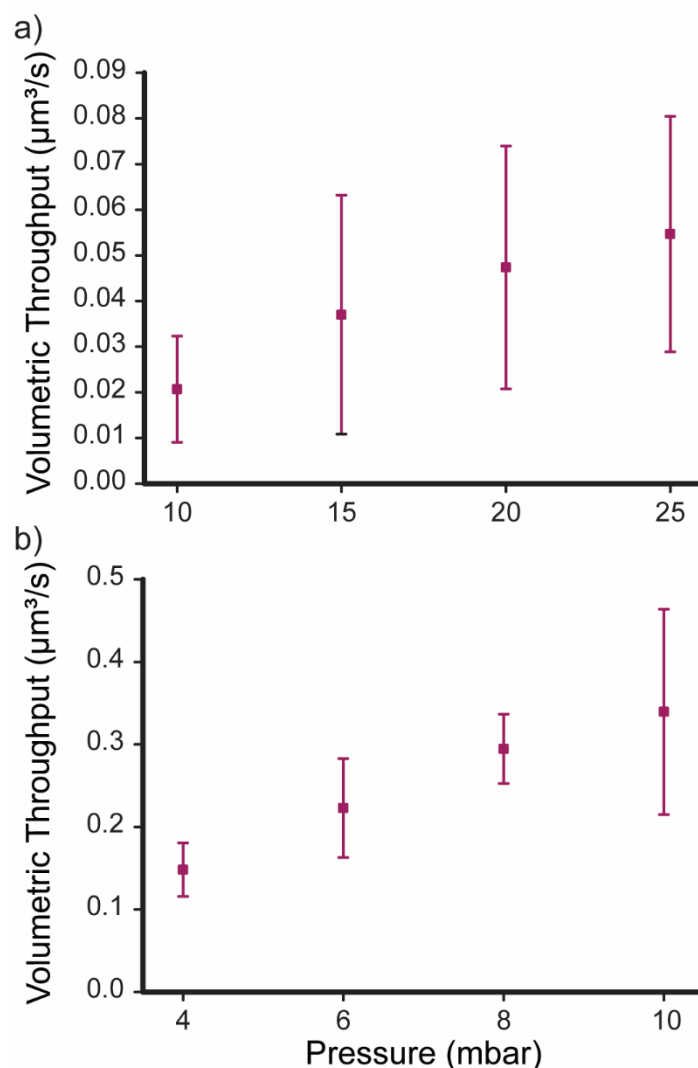 a)
Volumetric Throughput (µm³/s)
0.09
0.08
0.07
0.06
0.05
0.04
0.03
0.02
0.01
0.00
10 15 20 25
b)
Volumetric Throughput (µm³/s)
0.5
0.4
0.3
0.2
0.1
0.0
4 6 8 10
Pressure (mbar)